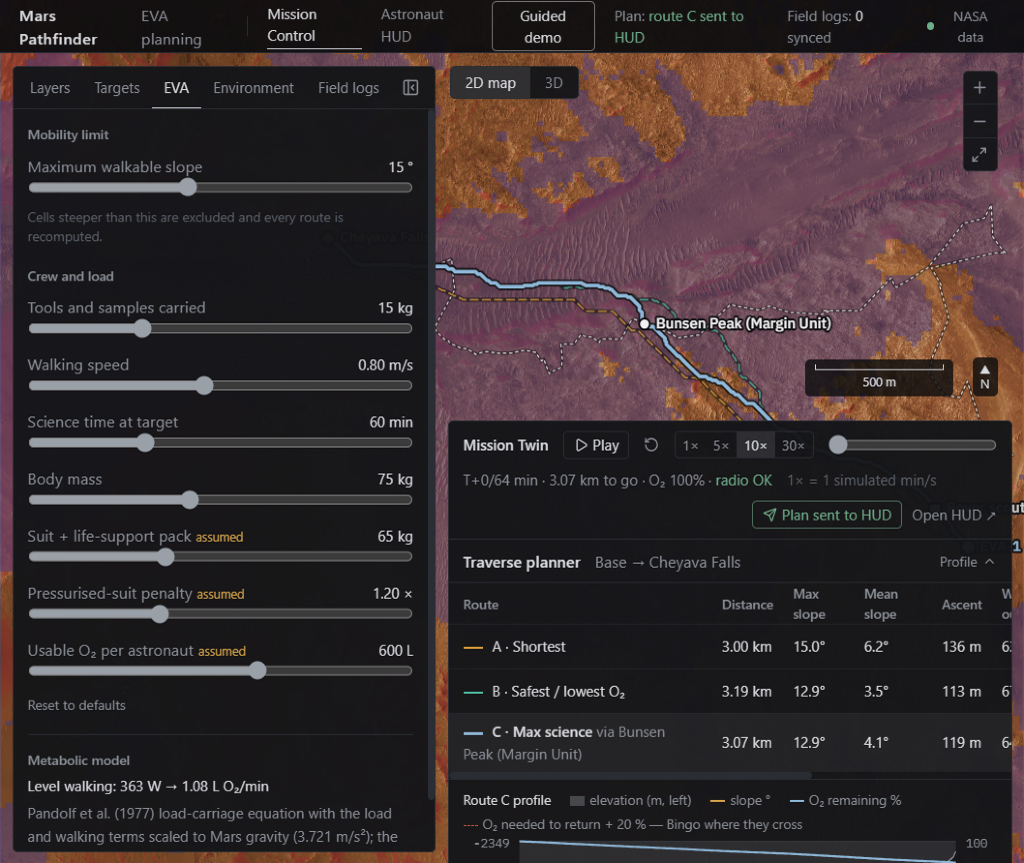 Mars Pathfinder
EVA planning
Mission Control
Astronaut HUD
Guided demo
Plan: route C sent to HUD
Field logs: 0 synced
NASA data
Layers
Targets
EVA
Environment
Field logs
2D map
3D
Mobility limit
Maximum walkable slope 15 °
Cells steeper than this are excluded and every route is
recomputed.
Crew and load
Tools and samples carried 15 kg
Walking speed 0.80 m/s
Science time at target 60 min
Body mass 75 kg
Suit + life-support pack assumed 65 kg
Pressurised-suit penalty assumed 1.20 ×
Usable O₂ per astronaut assumed 600 L
Reset to defaults
Metabolic model
Level walking: 363 W → 1.08 L O₂/min
Pandolf et al. (1977) load-carriage equation with the load
and walking terms scaled to Mars gravity (3.721 m/s²); the
Bunsen Peak (Margin Unit)
500 m
N
Mission Twin Play 1× 5× 10× 30×
T+0/64 min · 3.07 km to go · O₂ 100% · radio OK 1× = 1 simulated min/s
Plan sent to HUD Open HUD ↗
Traverse planner Base → Cheyava Falls Profile
Route Distance Max slope Mean slope Ascent
A · Shortest 3.00 km 15.0° 6.2° 136 m
B · Safest / lowest O₂ 3.19 km 12.9° 3.5° 113 m
C · Max science via Bunsen
Peak (Margin Unit) 3.07 km 12.9° 4.1° 119 m
Route C profile elevation (m, left) slope ° O₂ remaining %
O₂ needed to return + 20 % — Bingo where they cross
-2349 100